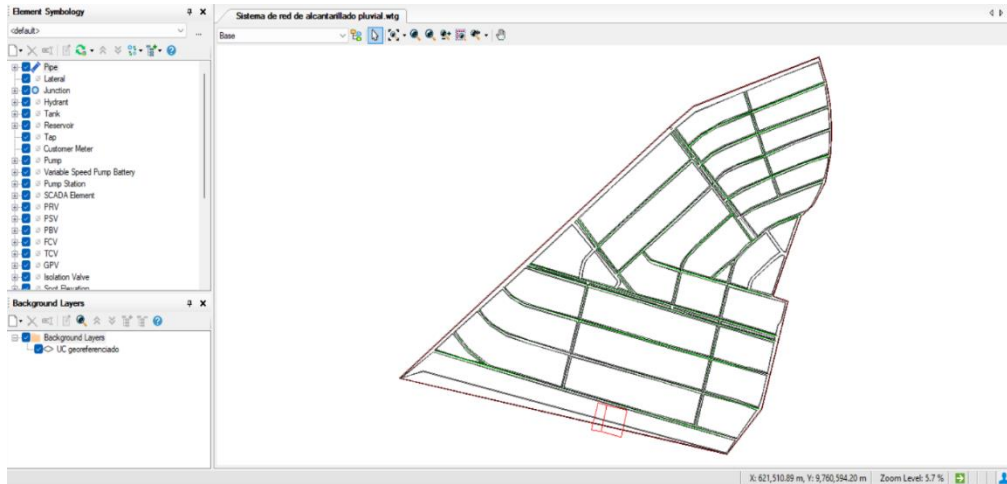 Element Symbology
<default>
...
Pipe
Lateral
Junction
Hydrant
Tank
Reservoir
Tap
Customer Meter
Pump
Variable Speed Pump Battery
Pump Station
SCADA Element
PRV
PSV
PBV
FCV
TCV
GPV
Isolation Valve
Spot Elevation
Background Layers
Background Layers
UC georeferenciado
Sistema de red de alcantarillado pluvial.wtg
Base
X: 621,510.89 m, Y: 9,760,594.20 m
Zoom Level: 5.7 %